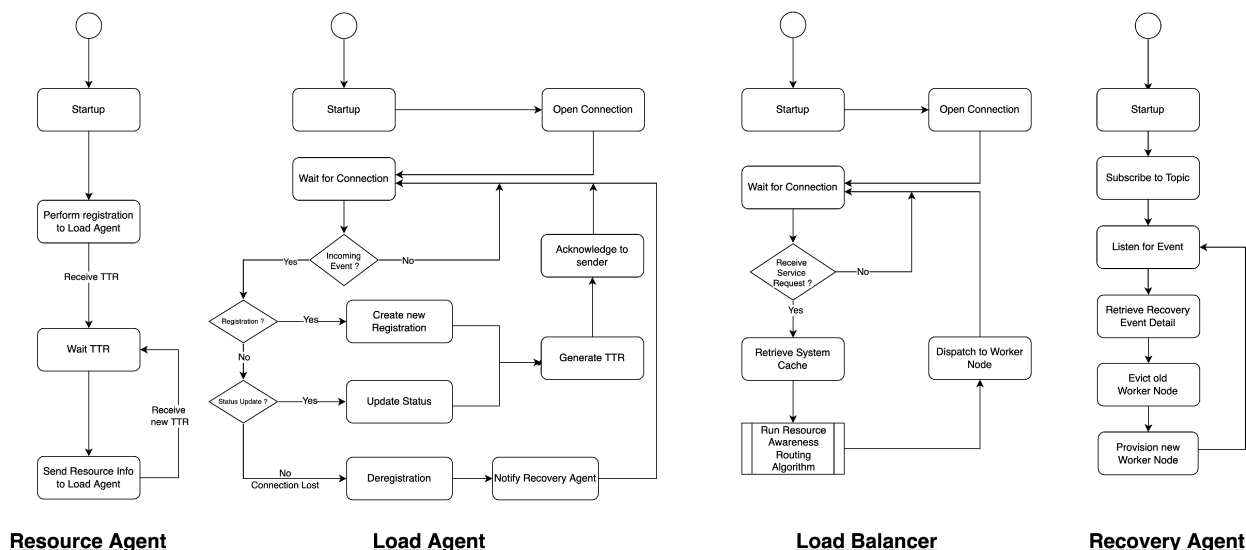 Startup
Perform registration
to Load Agent
Receive TTR
Wait TTR
Receive
new TTR
Send Resource Info
to Load Agent
Resource Agent
Startup
Open Connection
Wait for Connection
Incoming
Event ?
Yes
No
Acknowledge to
sender
Registration ?
Yes
Create new
Registration
No
Generate TTR
Status Update ?
Yes
Update Status
No
Connection Lost
Deregistration
Notify Recovery Agent
Load Agent
Startup
Open Connection
Wait for Connection
Receive
Service
Request ?
No
Yes
Retrieve System
Cache
Dispatch to Worker
Node
Run Resource
Awareness
Routing
Algorithm
Load Balancer
Startup
Subscribe to Topic
Listen for Event
Retrieve Recovery
Event Detail
Evict old
Worker Node
Provision new
Worker Node
Recovery Agent